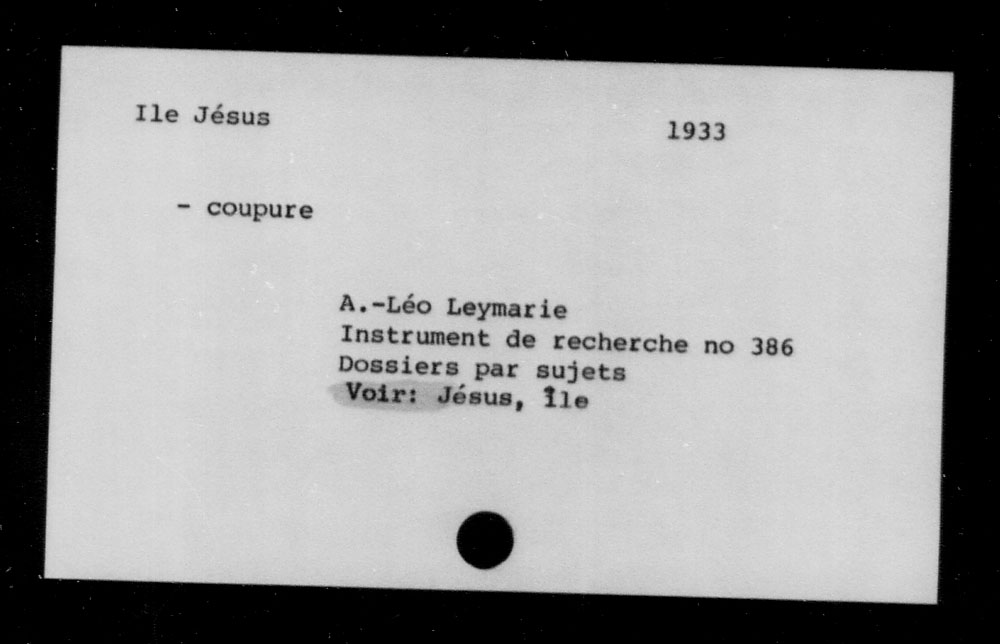 Ile Jésus 1933
- coupure
A.-Léo Leymarie
Instrument de recherche no 386
Dossiers par sujets
Voir: Jésus, Île